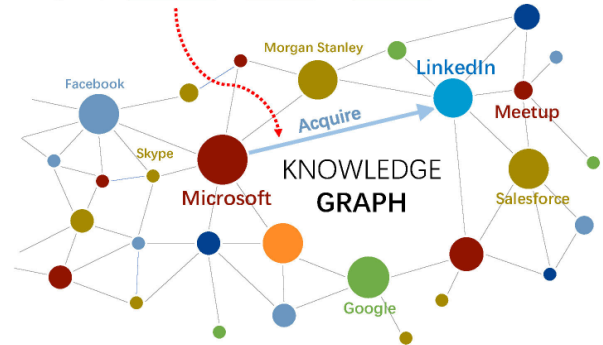 Morgan Stanley
LinkedIn
Facebook
Meetup
Acquire
Skype
KNOWLEDGE
Microsoft
GRAPH
Salesforce
Google